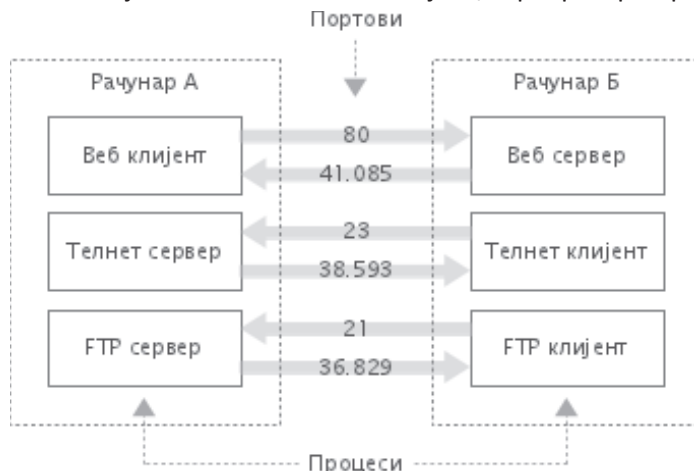 Портови
Рачунар А
Рачунар Б
Веб клијент
80
41.085
Веб сервер
Телнет сервер
23
38.593
Телнет клијент
FTP сервер
21
36.829
FTP клијент
Процеси